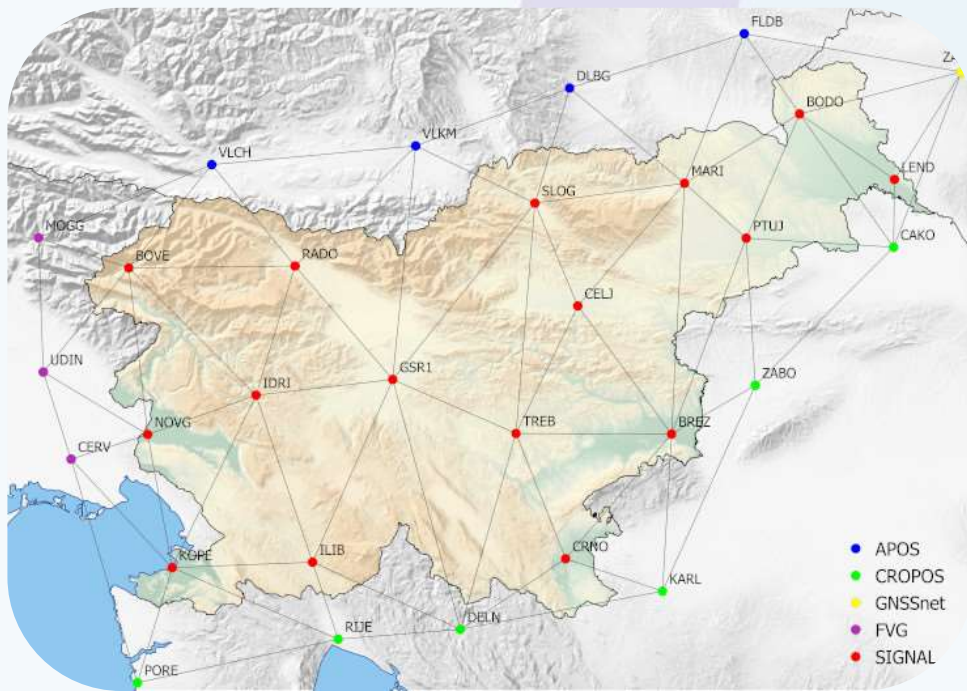 FLDB
ZA
DLBG
BODO
VLKM
VLCH
LEND
MARI
SLOG
PTUJ
MOGG
CAKO
BOVE
RADO
CELJ
UDIN
GSR1
ZABO
IDRI
NOVG
TREB
BREZ
CERV
KOPE
ILIB
CRNO
KARL
APOS
CROPOS
GNSSnet
FVG
SIGNAL
DELN
RIJE
PORE